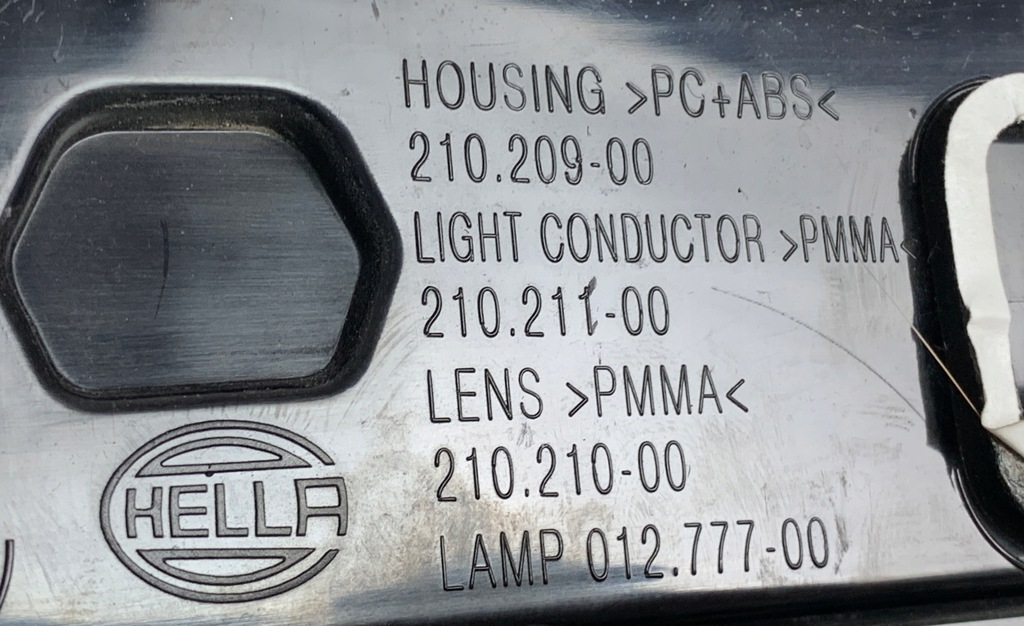 HOUSING >PC+ABS<
210.209-00
LIGHT CONDUCTOR >PMMA<
210.211-00
LENS >PMMA<
210.210-00
HELLA
LAMP 012.777-00